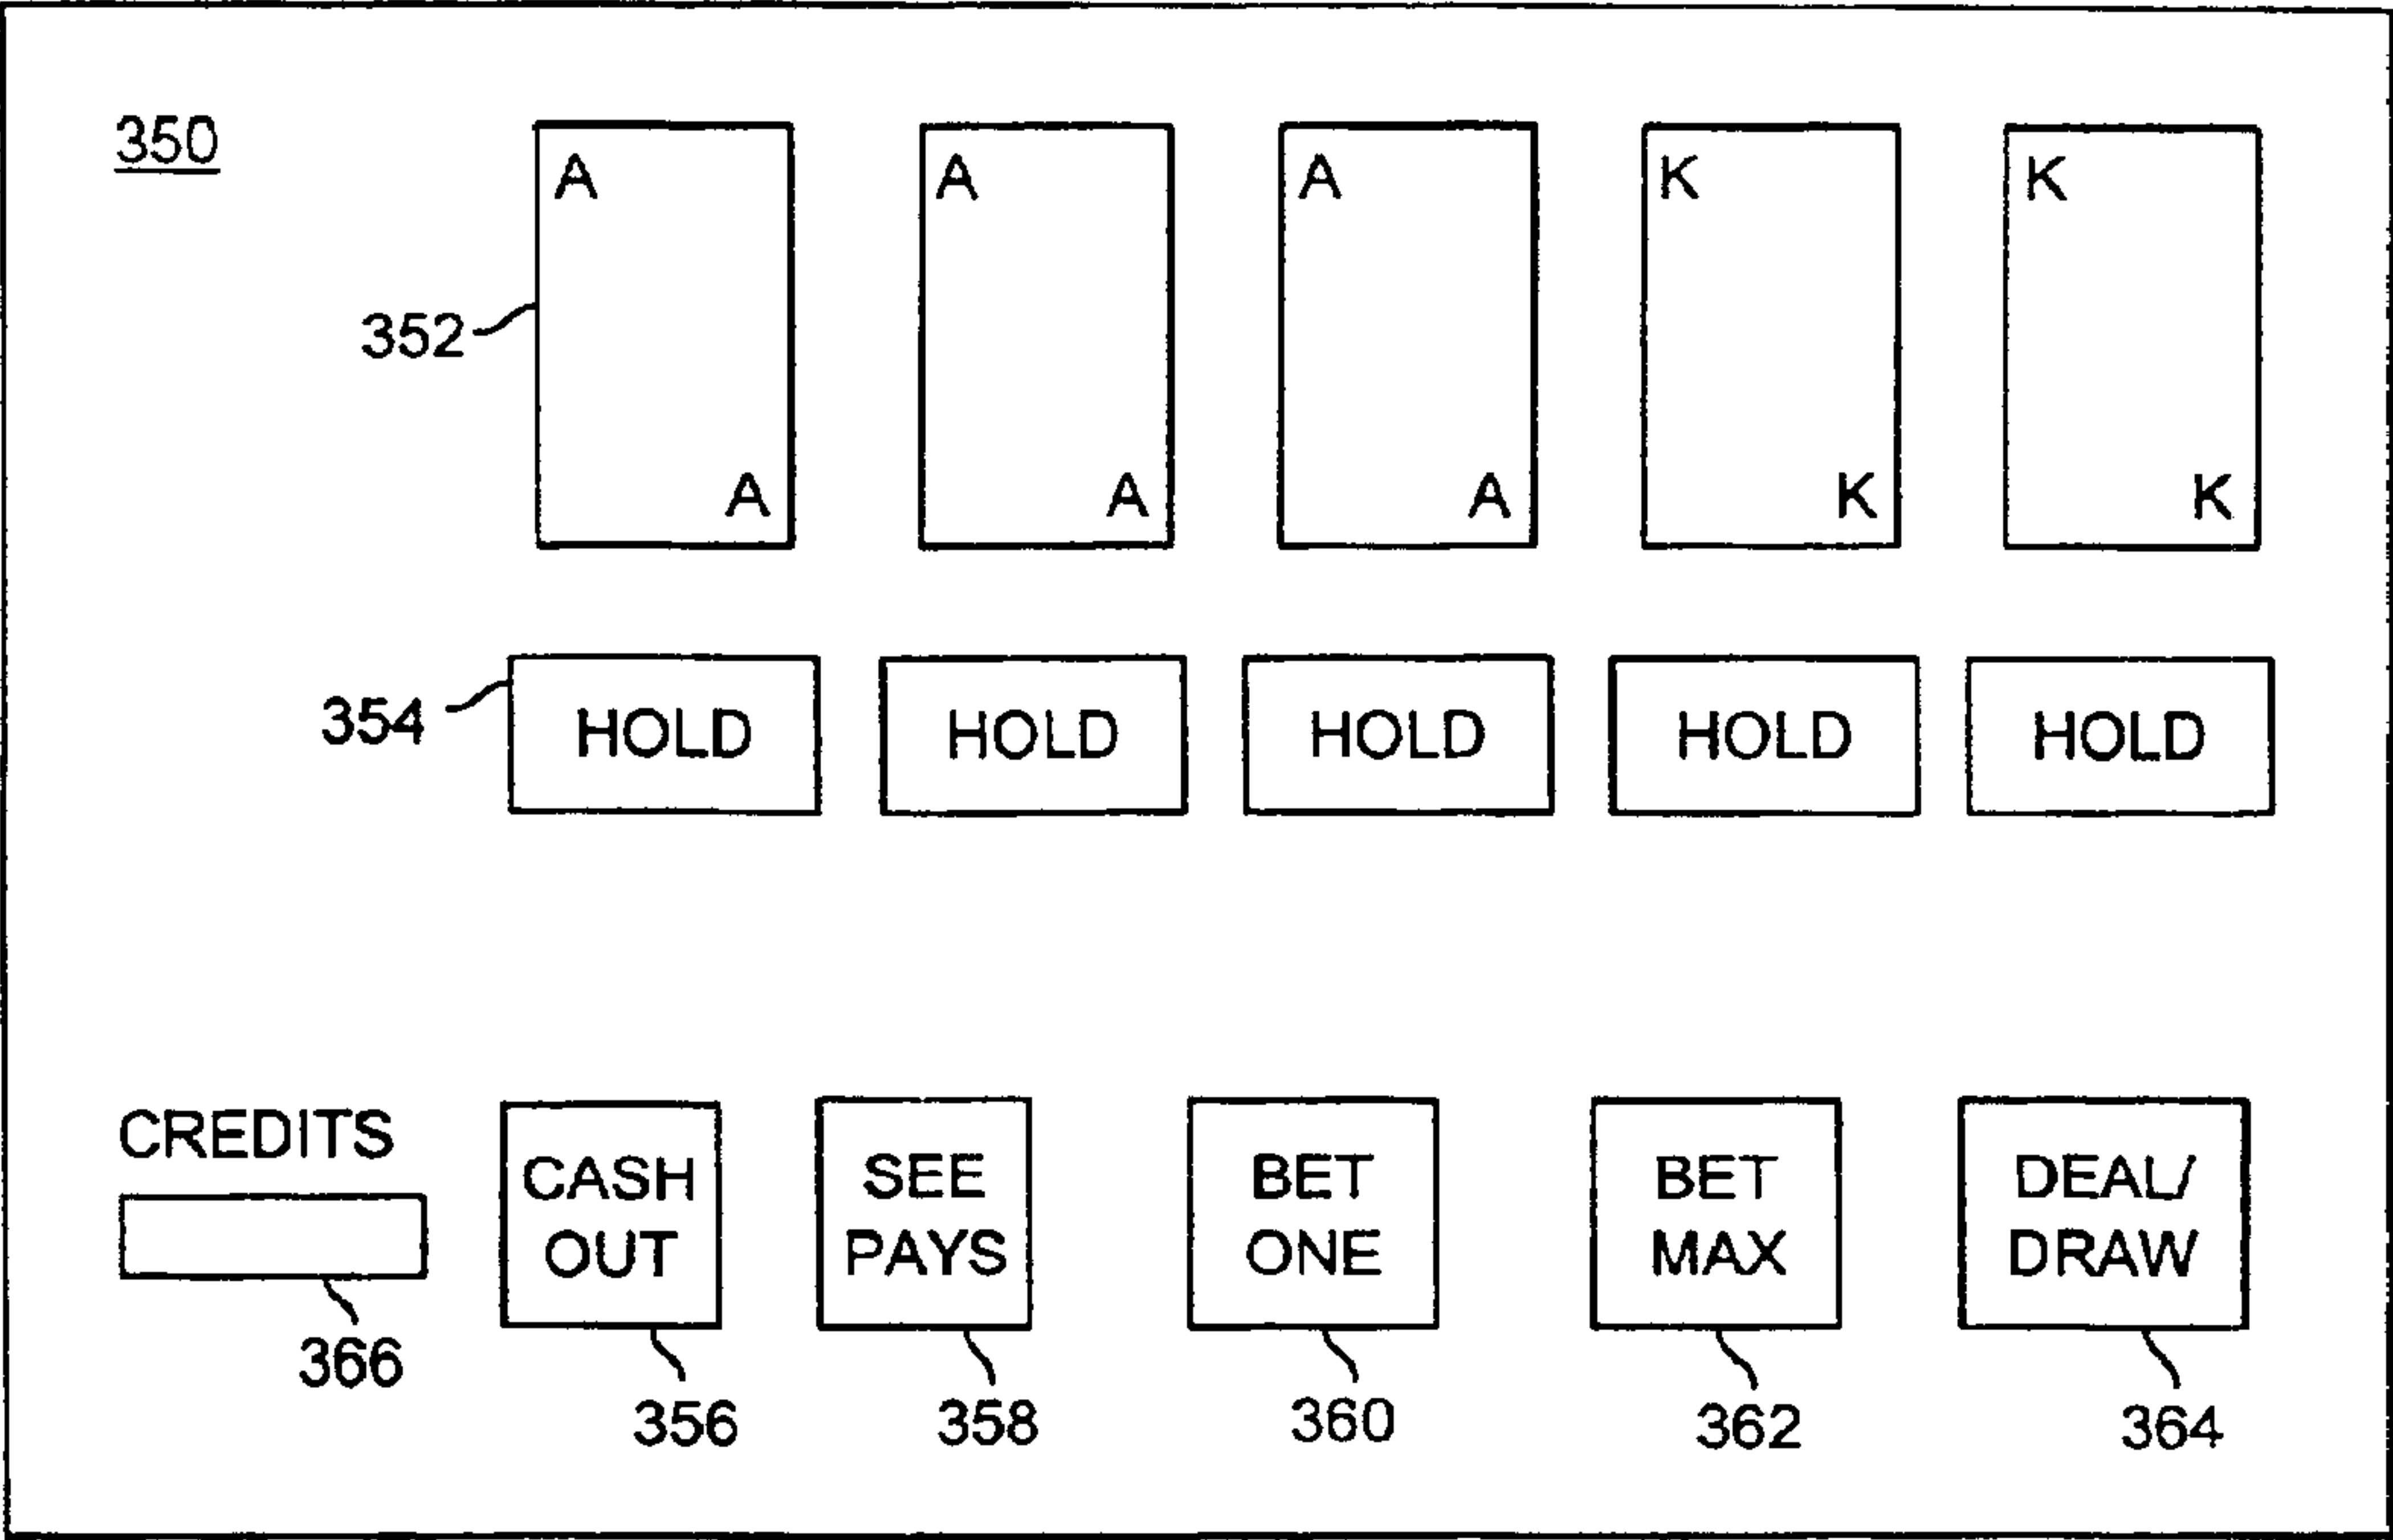 350
A A A K K
352
A A A K K
354
HOLD HOLD HOLD HOLD HOLD
CREDITS
CASH OUT
SEE PAYS
BET ONE
BET MAX
DEAL/ DRAW
366
356 358 360 362 364